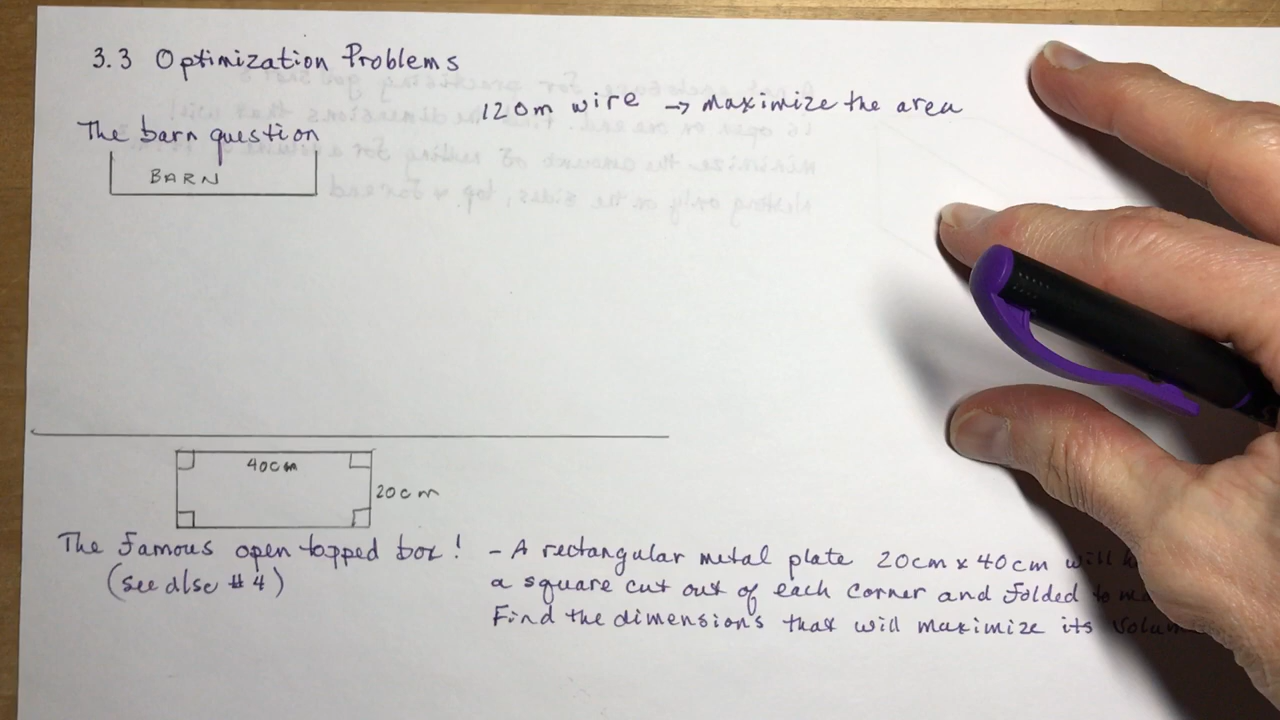 3.3 Optimization Problems
120m wire → maximize the area
The barn question
BARN
40cm
20cm
The Famous open topped box!
(see also #4)
- A rectangular metal plate 20cm x 40cm will
a square cut out of each corner and folded to
Find the dimensions that will maximize its